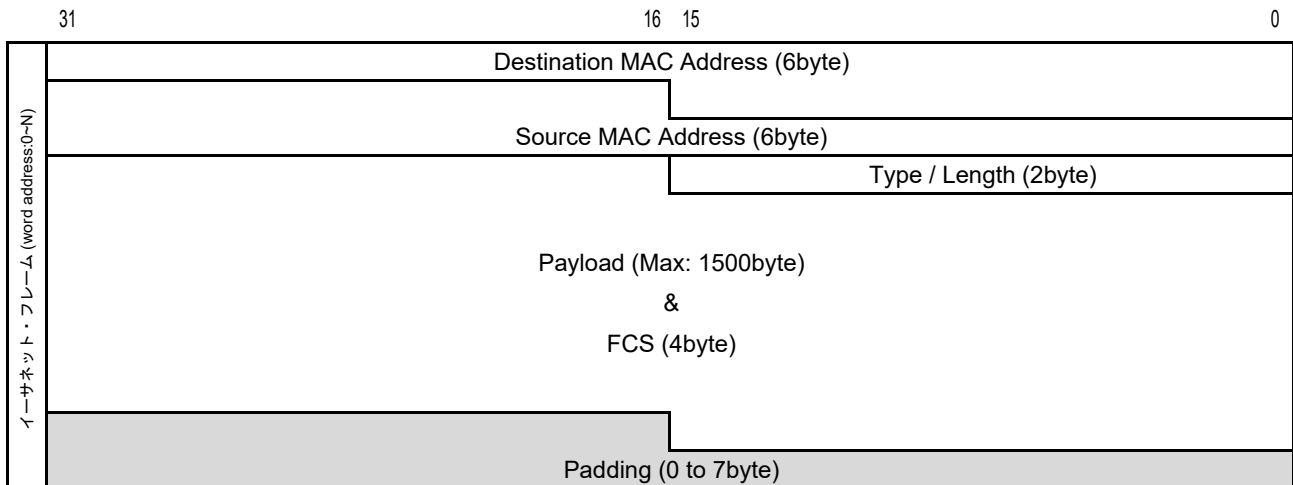 31 16 15 0
Destination MAC Address (6byte)
Source MAC Address (6byte)
Type / Length (2byte)
イーサネット・フレーム (word address:0~N)
Payload (Max: 1500byte)
&
FCS (4byte)
Padding (0 to 7byte)